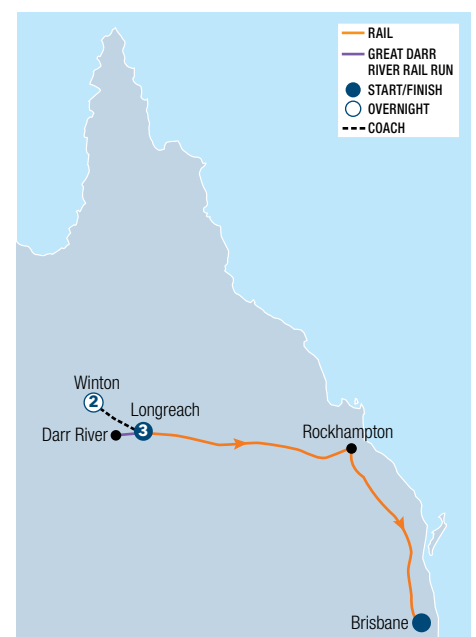 RAIL
GREAT DARR
RIVER RAIL RUN
START/FINISH
OVERNIGHT
COACH
Winton
2
Longreach
3
Darr River
Rockhampton
Brisbane